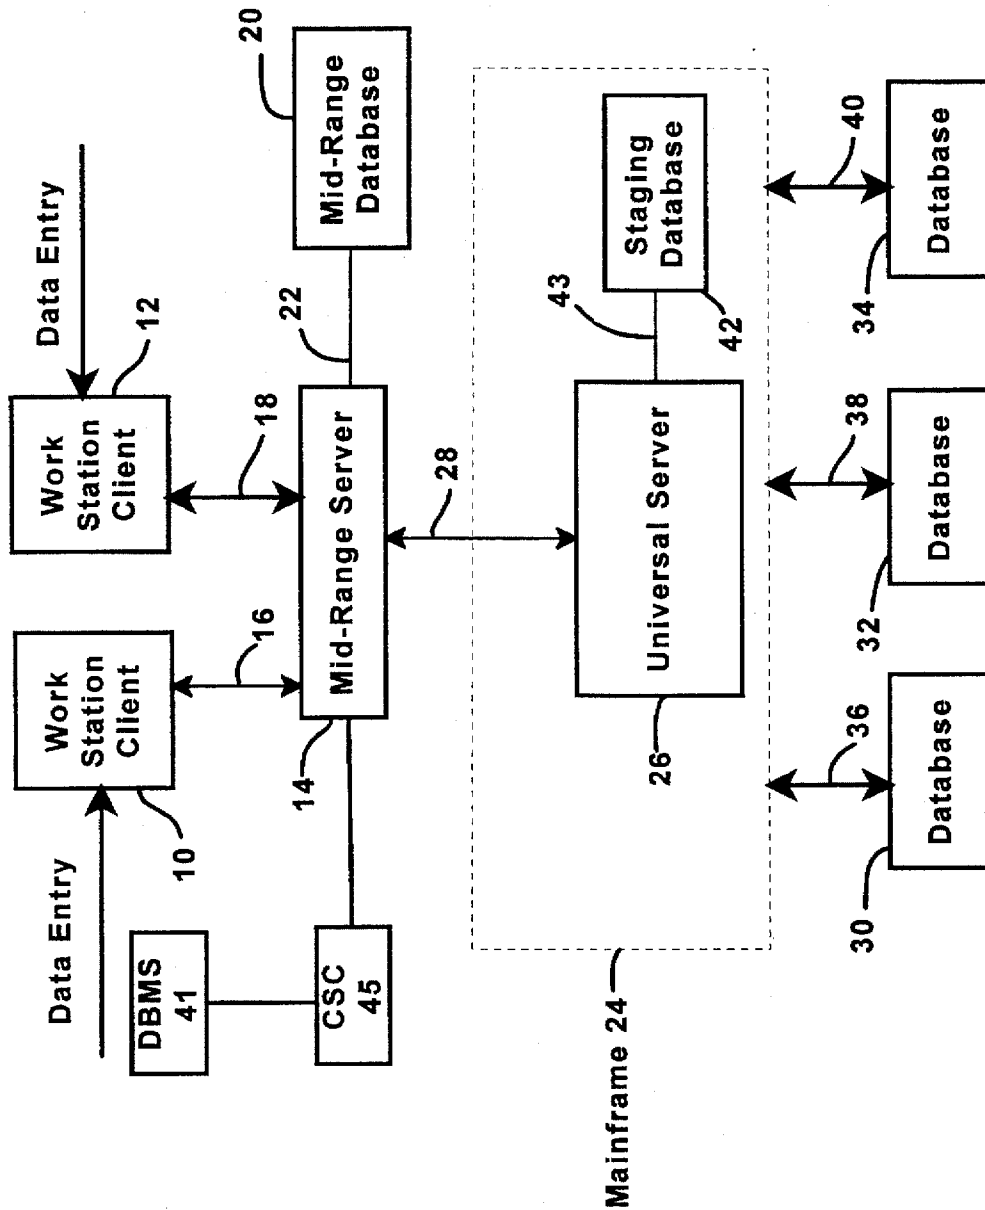 Data Entry
Work
Station
Client
10
Work
Station
Client
12
Data Entry
DBMS
41
16
18
20
CSC
45
14
Mid-Range Server
22
Mid-Range
Database
28
Mainframe 24
26
Universal Server
43
Staging
Database
42
36
38
40
30
Database
32
Database
34
Database